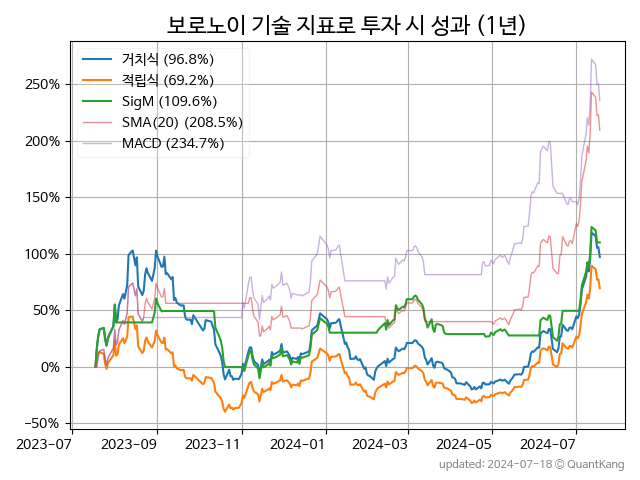 보로노이 기술 지표로 투자 시 성과 (1년)
거치식 (96.8%)
적립식 (69.2%)
SigM (109.6%)
SMA(20) (208.5%)
MACD (234.7%)
250%
200%
150%
100%
50%
0%
−50%
2023-07
2023-09
2023-11
2024-01
2024-03
2024-05
2024-07
updated: 2024-07-18 © QuantKang